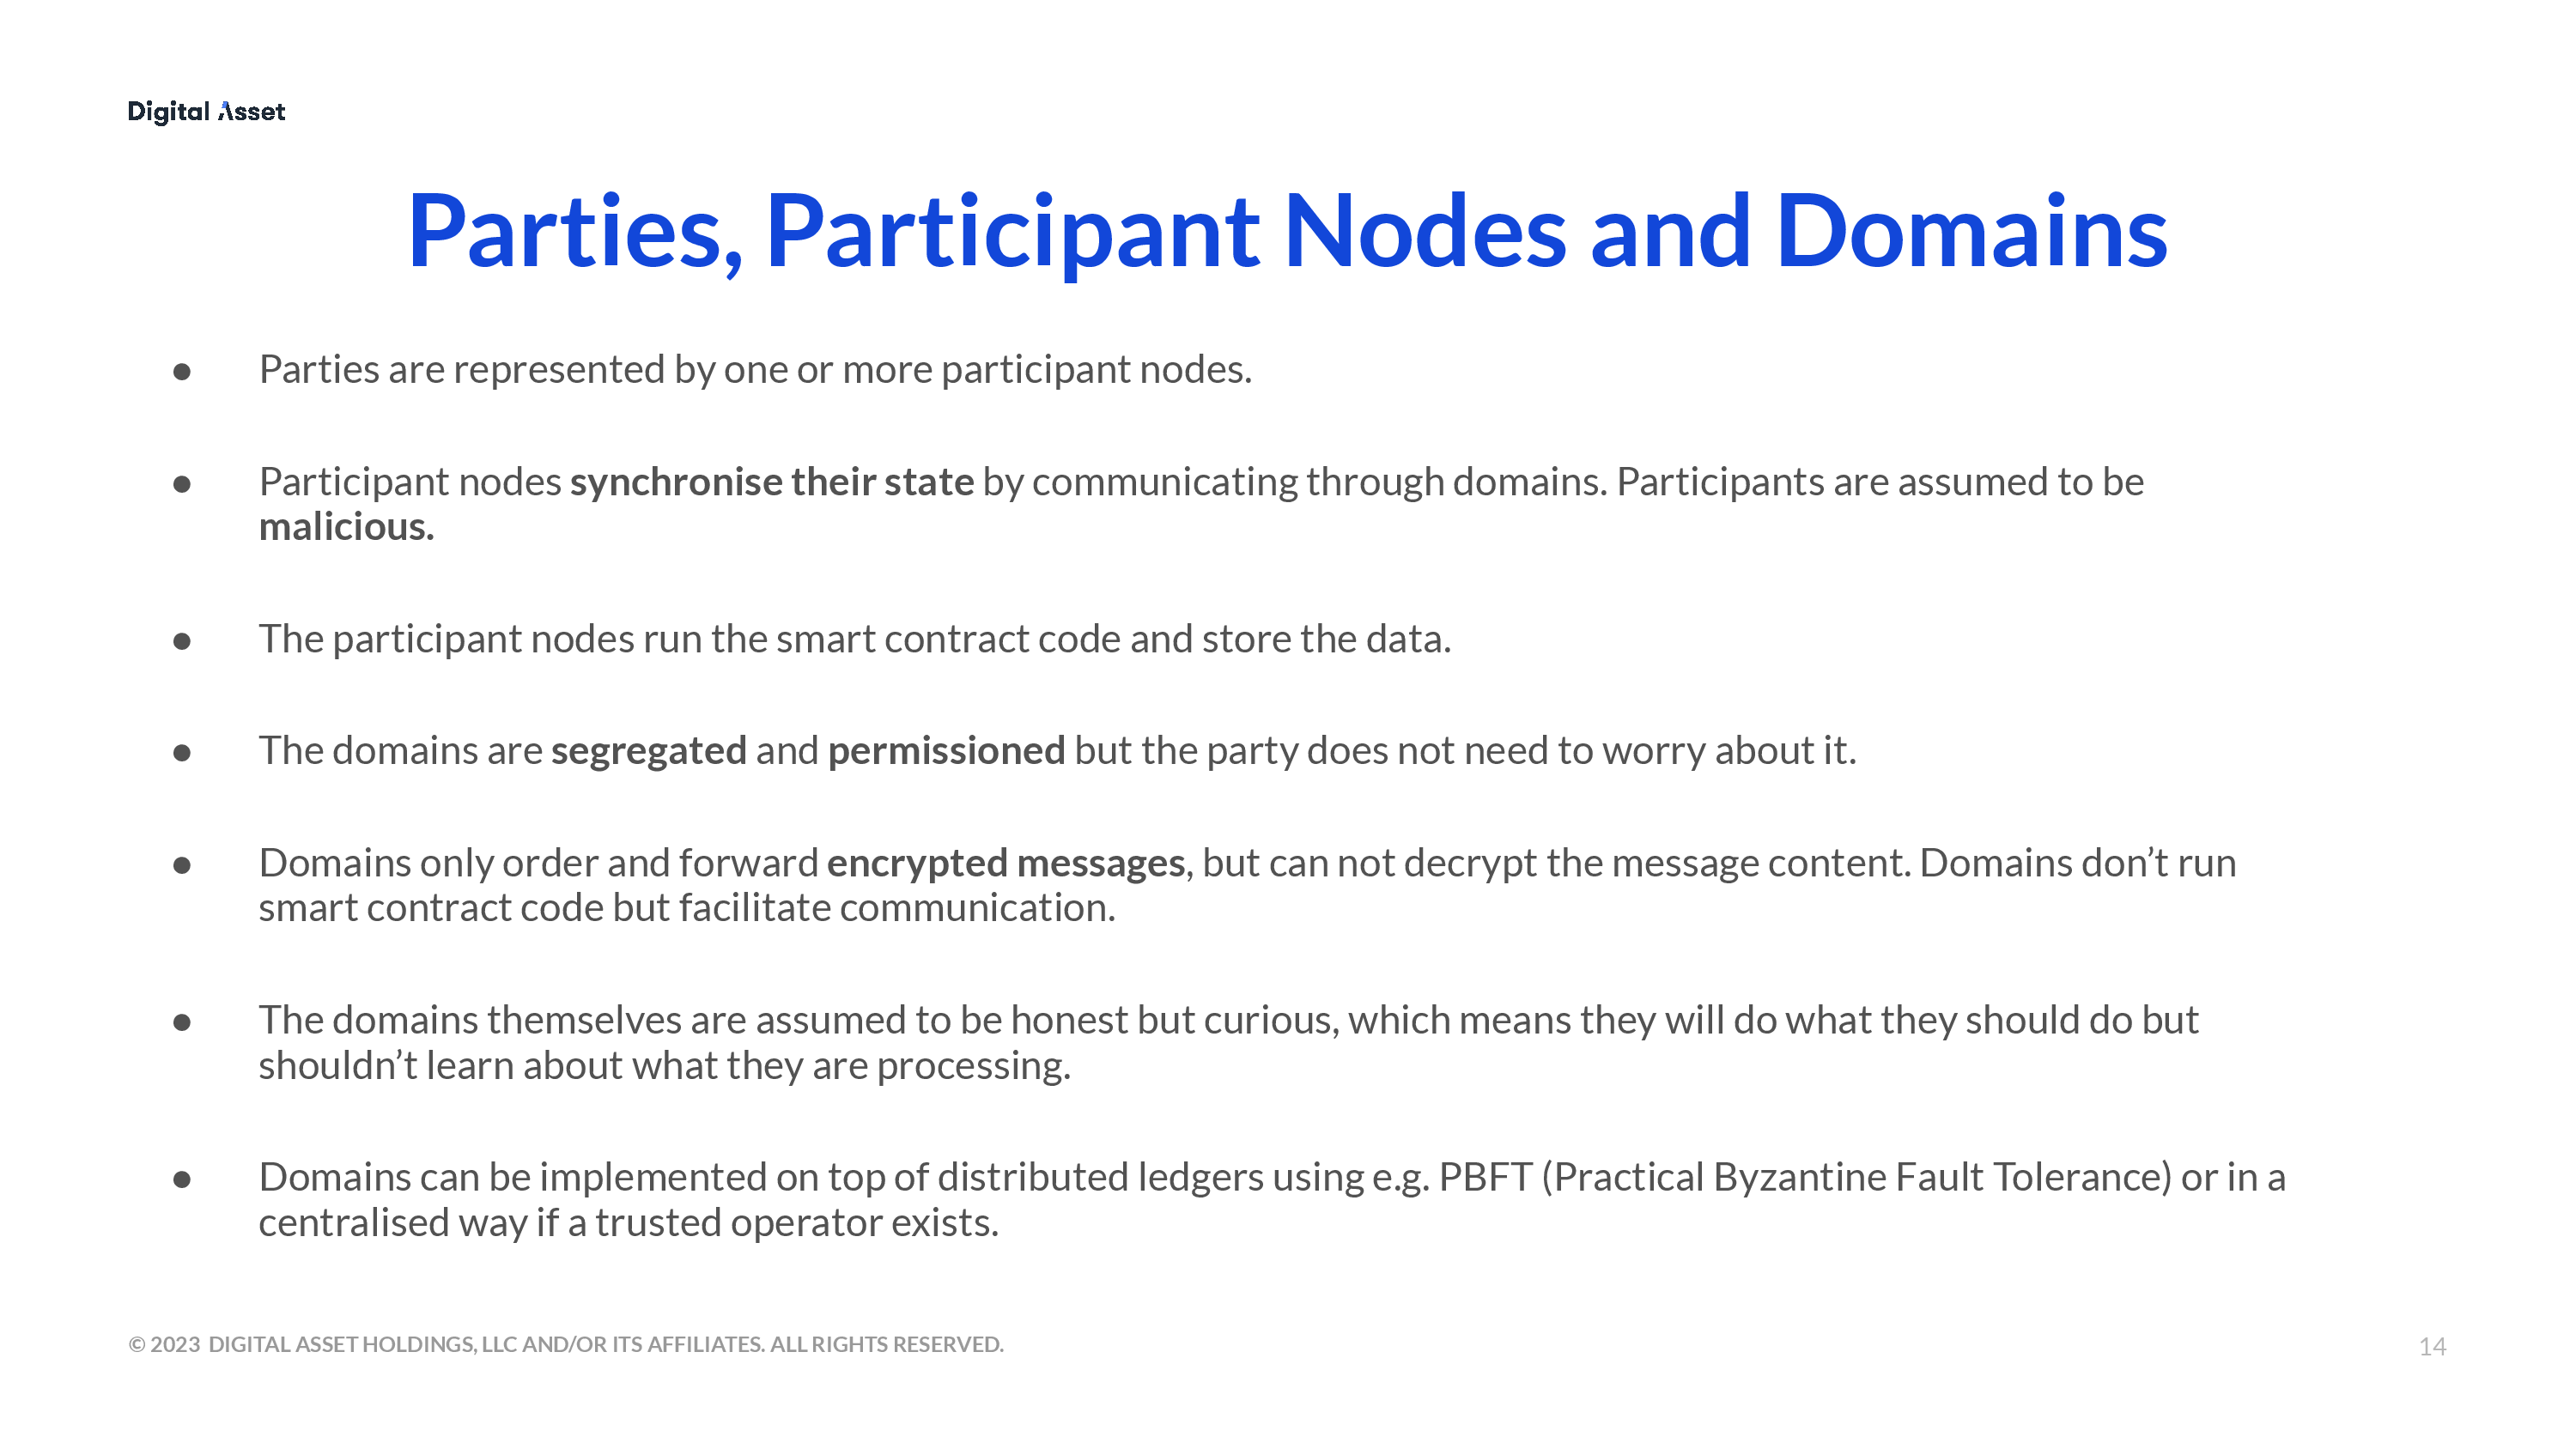 Digital Asset
Parties, Participant Nodes and Domains
● Parties are represented by one or more participant nodes.
● Participant nodes synchronise their state by communicating through domains. Participants are assumed to be
malicious.
● The participant nodes run the smart contract code and store the data.
● The domains are segregated and permissioned but the party does not need to worry about it.
● Domains only order and forward encrypted messages, but can not decrypt the message content. Domains don’t run
smart contract code but facilitate communication.
● The domains themselves are assumed to be honest but curious, which means they will do what they should do but
shouldn’t learn about what they are processing.
● Domains can be implemented on top of distributed ledgers using e.g. PBFT (Practical Byzantine Fault Tolerance) or in a
centralised way if a trusted operator exists.
© 2023 DIGITAL ASSET HOLDINGS, LLC AND/OR ITS AFFILIATES. ALL RIGHTS RESERVED.
14